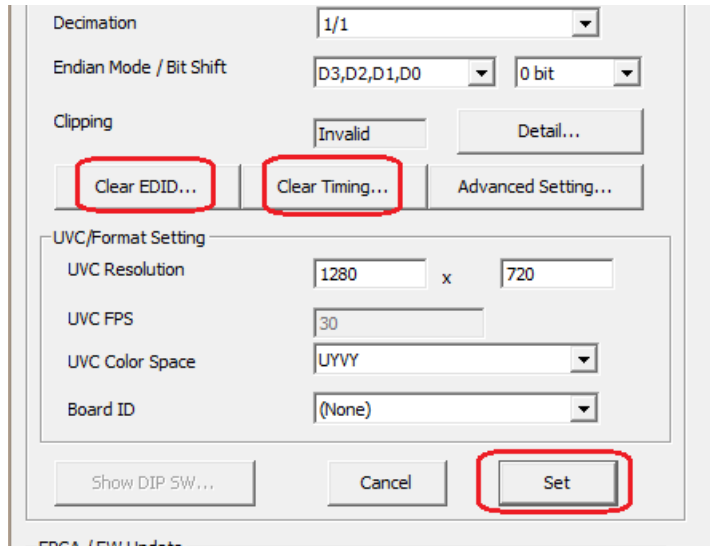 Decimation 1/1
Endian Mode / Bit Shift D3,D2,D1,D0 0 bit
Clipping Invalid Detail...
Clear EDID... Clear Timing... Advanced Setting...
UVC/Format Setting
UVC Resolution 1280 x 720
UVC FPS 30
UVC Color Space UYVY
Board ID (None)
Show DIP SW... Cancel Set